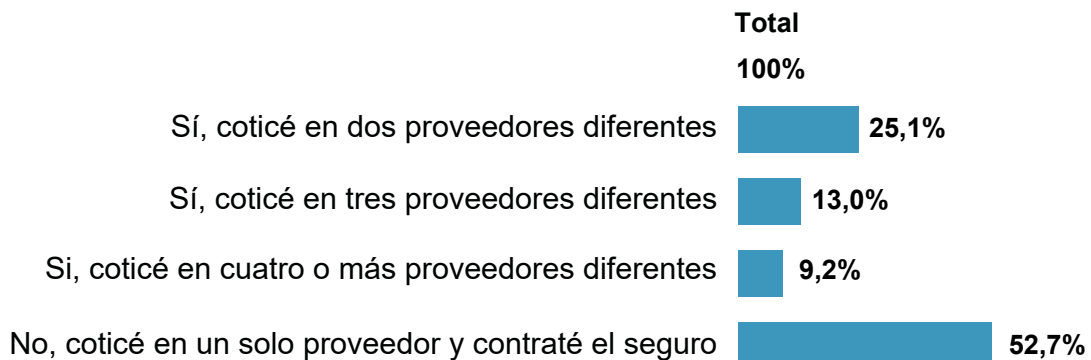 Total
100%
Sí, coticé en dos proveedores diferentes 25,1%
Sí, coticé en tres proveedores diferentes 13,0%
Si, coticé en cuatro o más proveedores diferentes 9,2%
No, coticé en un solo proveedor y contraté el seguro 52,7%